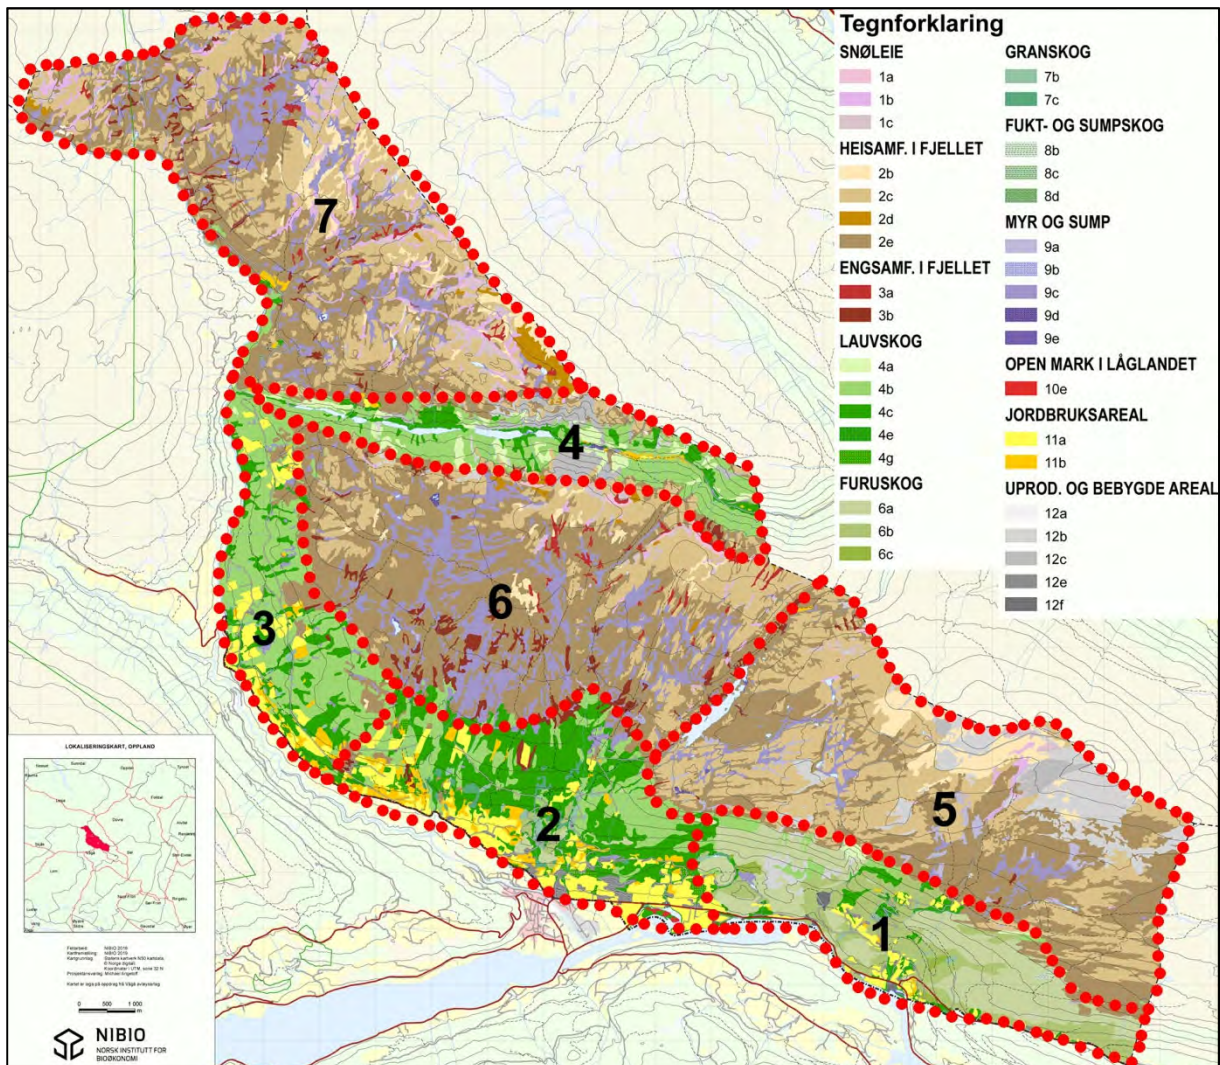 Tegnforklaring
SNØLEIE
1a
1b
1c
HEISAMF. I FJELLET
2b
2c
2d
2e
ENGSAMF. I FJELLET
3a
3b
LAUVSKOG
4a
4b
4c
4e
4g
FURUSKOG
6a
6b
6c
GRANSKOG
7b
7c
FUKT- OG SUMPSKOG
8b
8c
8d
MYR OG SUMP
9a
9b
9c
9d
9e
OPEN MARK I LÅGLANDET
10e
JORDBRUKSAREAL
11a
11b
UPROD. OG BEBYGDE AREAL
12a
12b
12c
12e
12f
7
4
6
3
5
2
1
LOKALISERINGSKART, OPPLAND
0 500 1 000
m
NIBIO
NORSK INSTITUTT FOR
BIOØKONOMI